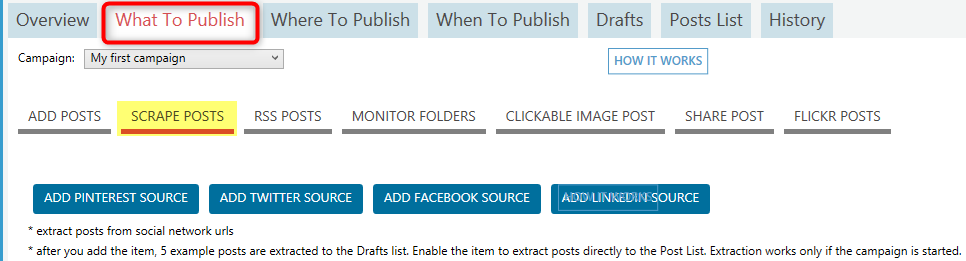 Overview What To Publish Where To Publish When To Publish Drafts Posts List History
Campaign: My first campaign HOW IT WORKS
ADD POSTS SCRAPE POSTS RSS POSTS MONITOR FOLDERS CLICKABLE IMAGE POST SHARE POST FLICKR POSTS
ADD PINTEREST SOURCE ADD TWITTER SOURCE ADD FACEBOOK SOURCE ADD LINKEDIN SOURCE
* extract posts from social network urls
* after you add the item, 5 example posts are extracted to the Drafts list. Enable the item to extract posts directly to the Post List. Extraction works only if the campaign is started.